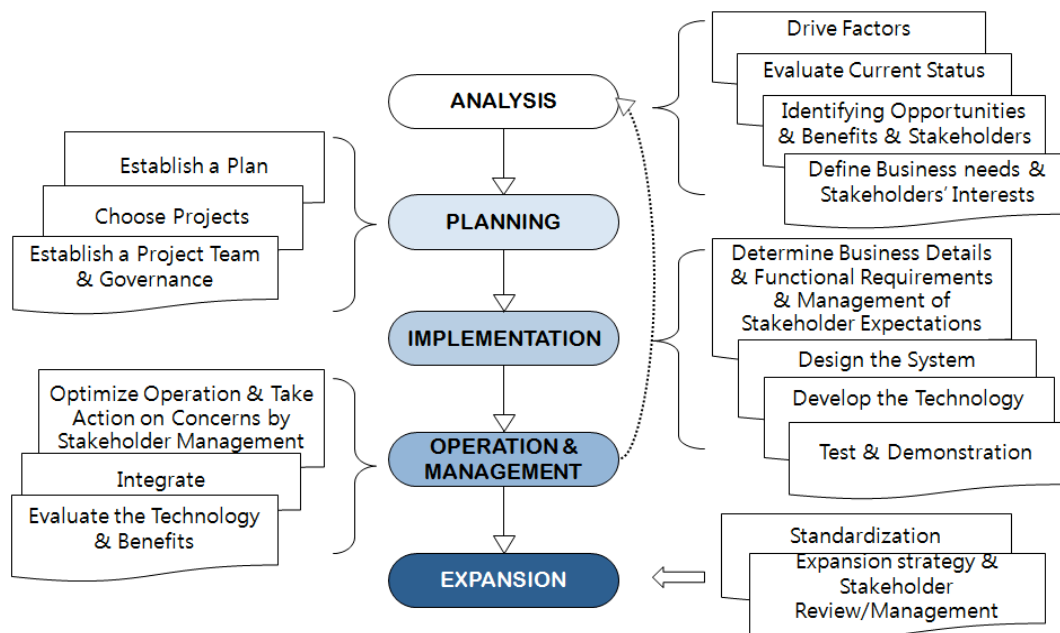 ANALYSIS
PLANNING
IMPLEMENTATION
OPERATION &
MANAGEMENT
EXPANSION
Drive Factors
Evaluate Current Status
Identifying Opportunities
& Benefits & Stakeholders
Define Business needs &
Stakeholders' Interests
Establish a Plan
Choose Projects
Establish a Project Team
& Governance
Determine Business Details
& Functional Requirements
& Management of
Stakeholder Expectations
Design the System
Develop the Technology
Test & Demonstration
Optimize Operation & Take
Action on Concerns by
Stakeholder Management
Integrate
Evaluate the Technology
& Benefits
Standardization
Expansion strategy &
Stakeholder
Review/Management